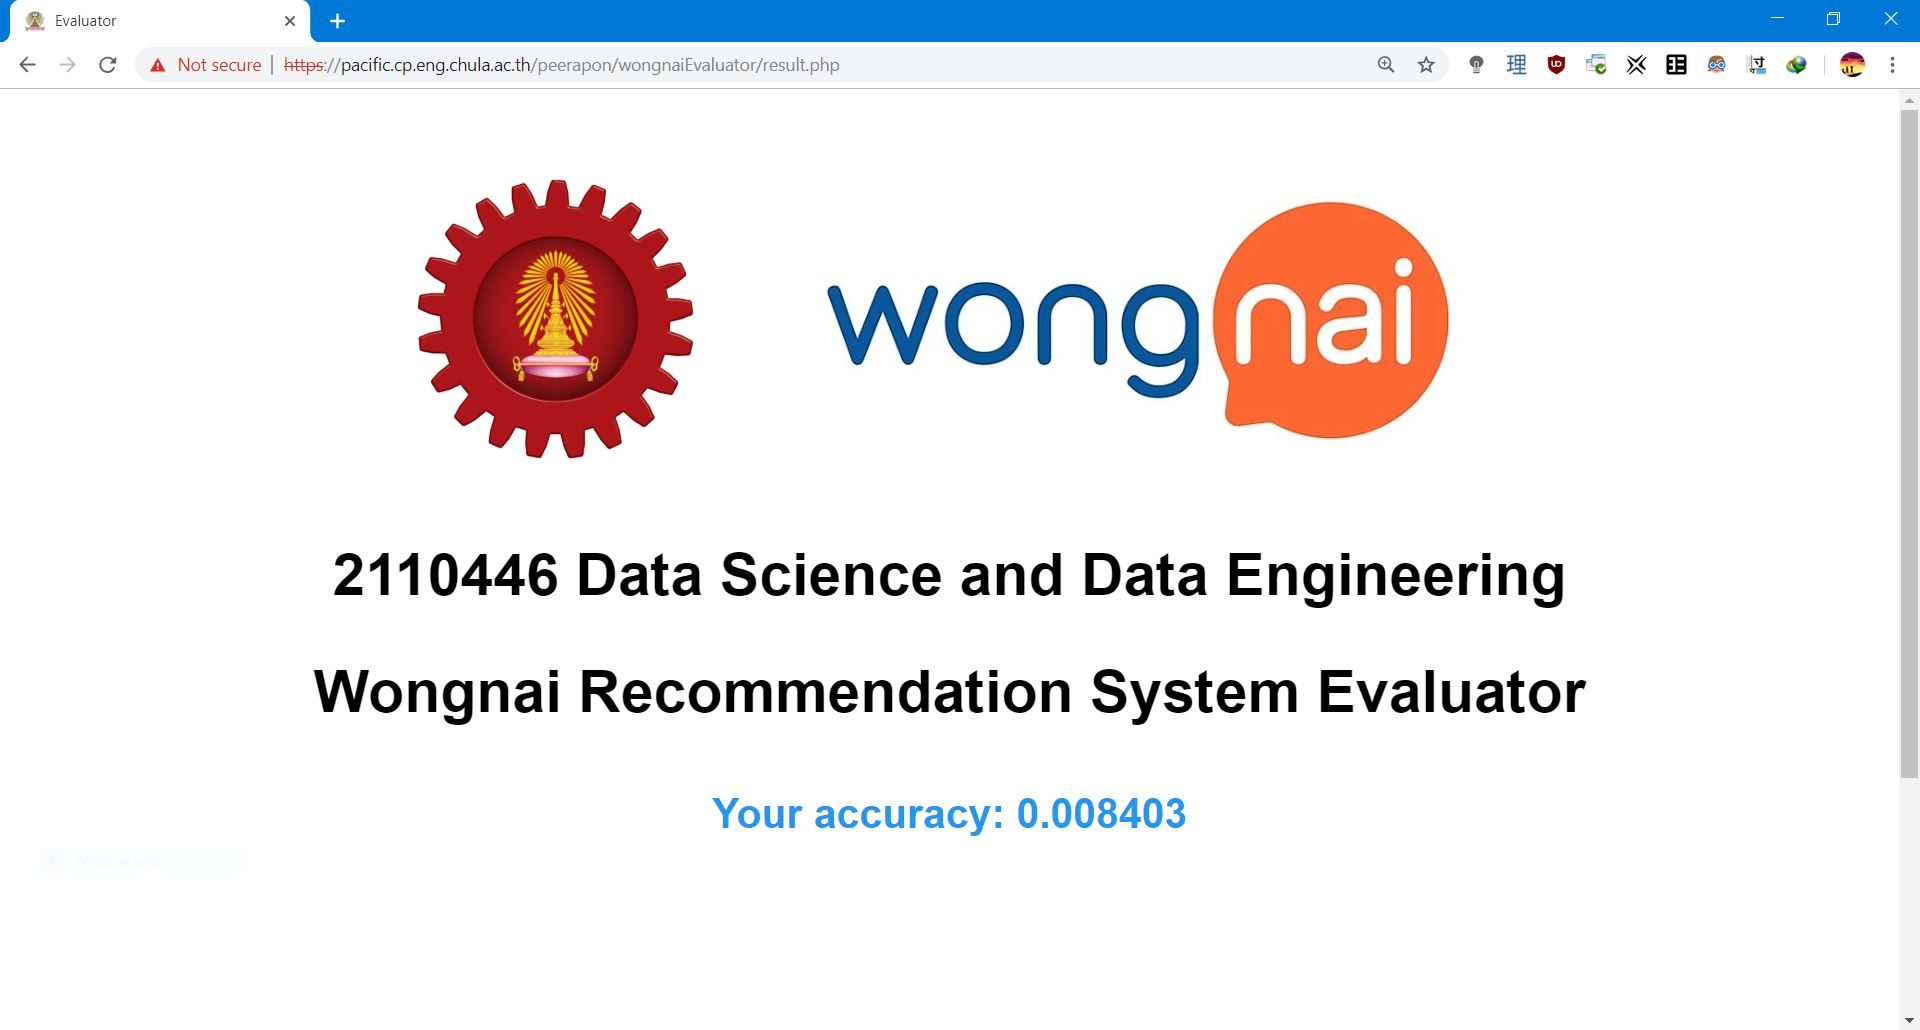 Evaluator
Not secure | https://pacific.cp.eng.chula.ac.th/peerapon/wongnaiEvaluator/result.php
wongnai
2110446 Data Science and Data Engineering
Wongnai Recommendation System Evaluator
Your accuracy: 0.008403
Window Snip